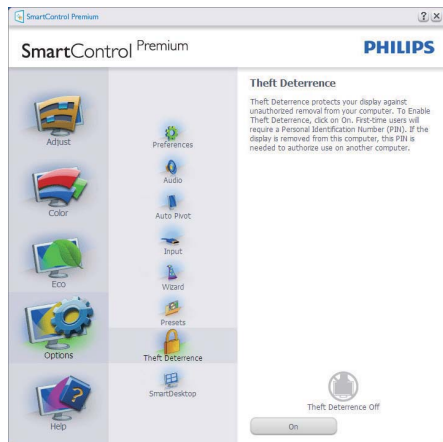 SmartControl Premium
SmartControl Premium
PHILIPS
Adjust
Color
Eco
Options
Help
Preferences
Audio
Auto Pivot
Input
Wizard
Presets
Theft Deterrence
SmartDesktop
Theft Deterrence
Theft Deterrence protects your display against
unauthorized removal from your computer. To Enable
Theft Deterrence, click on On. First-time users will
require a Personal Identification Number (PIN). If the
display is removed from this computer, this PIN is
needed to authorize use on another computer.
Theft Deterrence Off
On